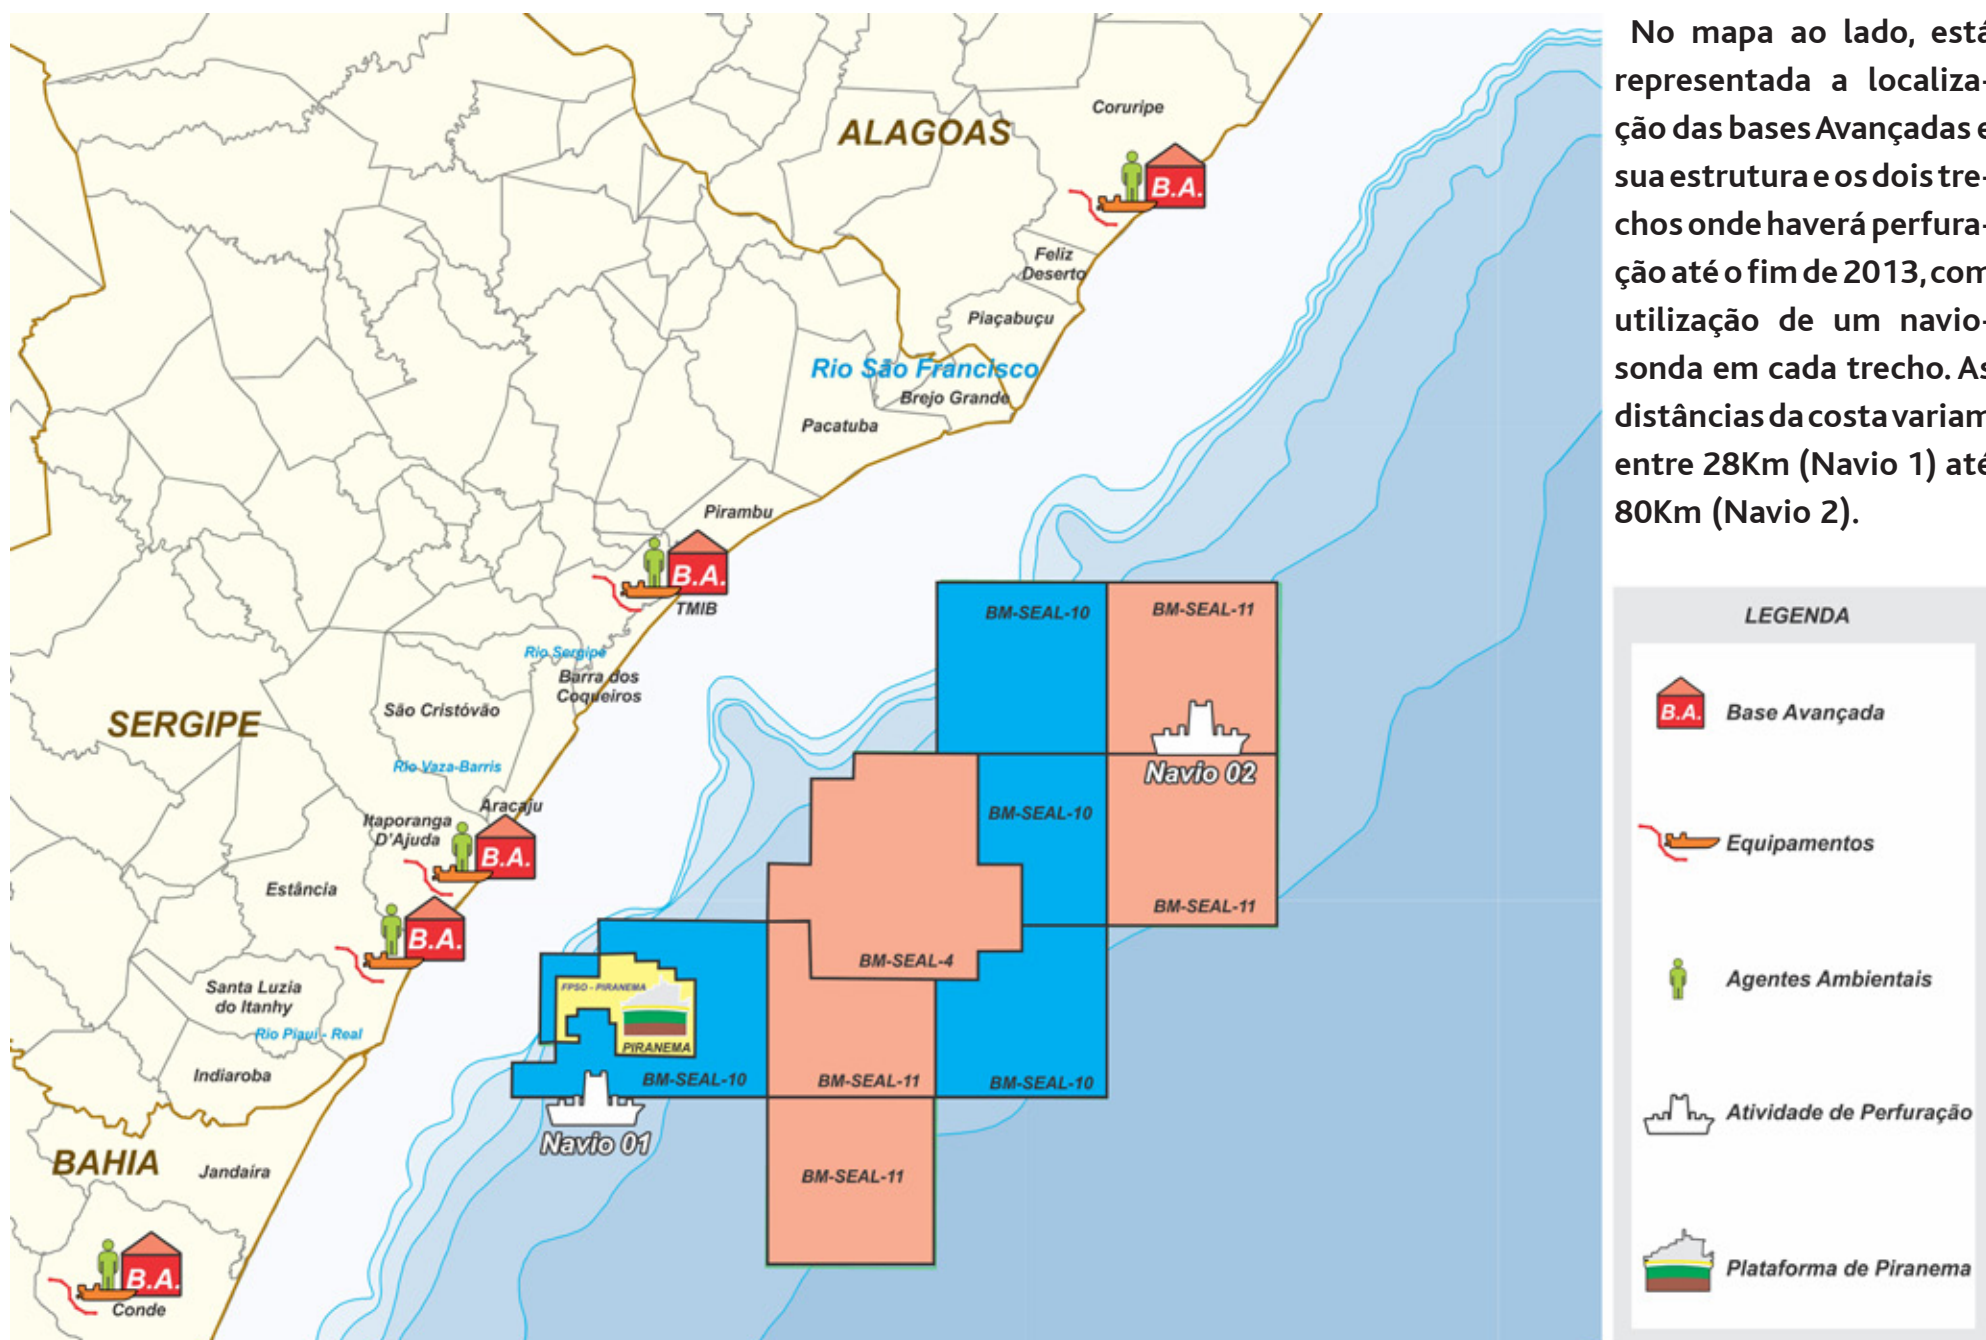 No mapa ao lado, está
representada a localiza-
ção das bases Avançadas e
sua estrutura e os dois tre-
chos onde haverá perfura-
ção até o fim de 2013, com
utilização de um navio-
sonda em cada trecho. As
distâncias da costa variam
entre 28Km (Navio 1) até
80Km (Navio 2).
ALAGOAS
Coruripe
B.A.
Feliz
Deserto
Piaçabuçu
Rio São Francisco
Brejo Grande
Pacatuba
Pirambu
B.A.
TMIB
Rio Sergipe
Barra dos
Coqueiros
São Cristóvão
SERGIPE
Rio Vaza-Barris
Aracaju
Itaporanga
D'Ajuda
B.A.
Estância
B.A.
Santa Luzia
do Itanhy
Rio Piauí - Real
Indiaroba
BAHIA
Jandaíra
B.A.
Conde
BM-SEAL-10
BM-SEAL-11
Navio 02
BM-SEAL-10
BM-SEAL-11
BM-SEAL-4
FPSO - PIRANEMA
PIRANEMA
BM-SEAL-10
BM-SEAL-11
BM-SEAL-10
Navio 01
BM-SEAL-11
LEGENDA
B.A.
Base Avançada
Equipamentos
Agentes Ambientais
Atividade de Perfuração
Plataforma de Piranema